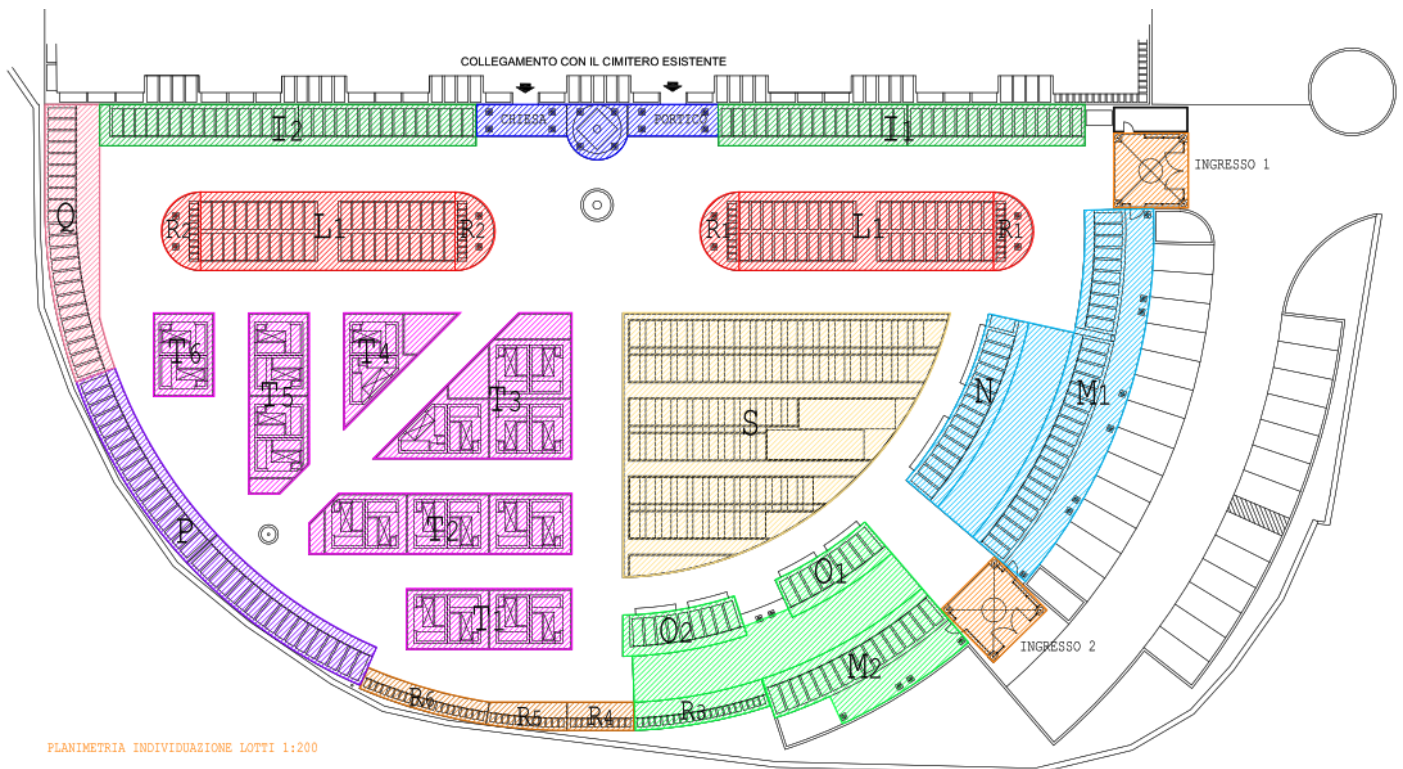 COLLEGAMENTO CON IL CIMITERO ESISTENTE
I2 CHIESA PORTICO I1
INGRESSO 1
Q R2 L1 R2 R1 L1 R1
T6 T5 T4 T3 S N M1
P T2 O1
T1 O2
INGRESSO 2
M2
R6 R5 R4 R3
PLANIMETRIA INDIVIDUAZIONE LOTTI 1:200